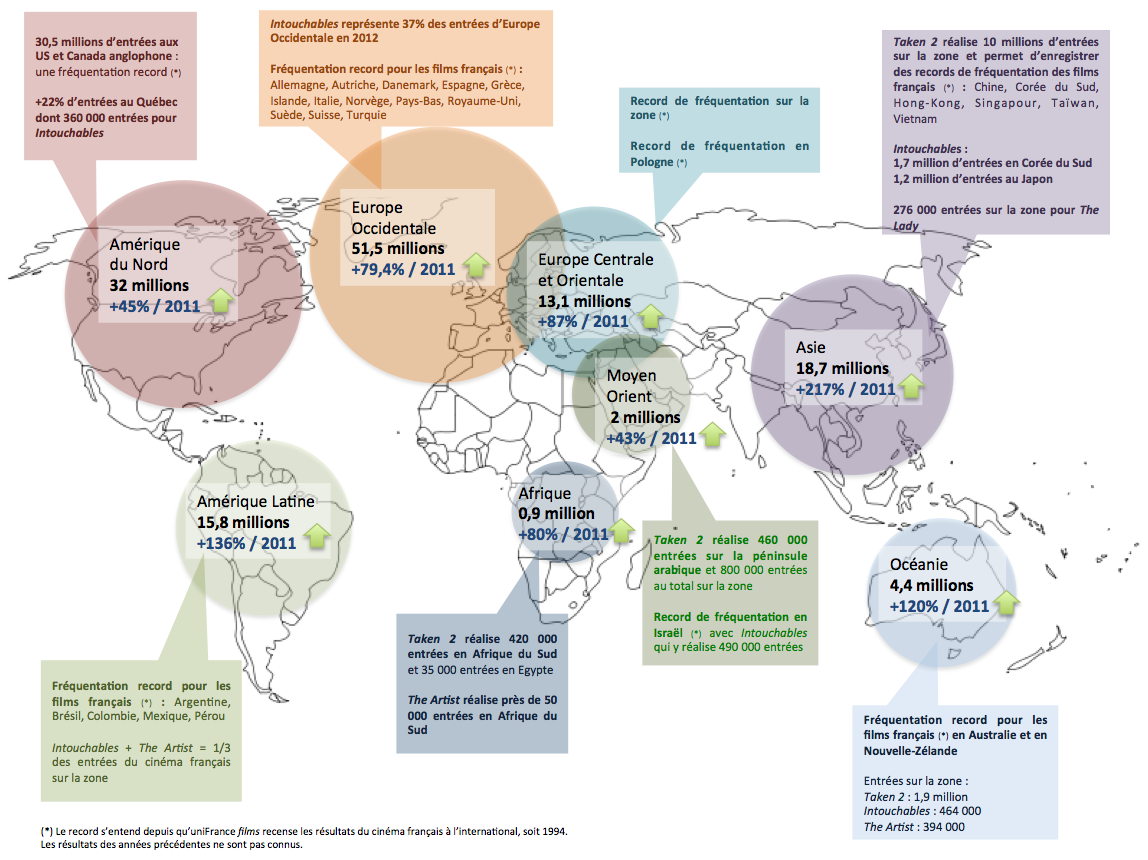 30,5 millions d'entrées aux
US et Canada anglophone :
une fréquentation record (*)
+22% d'entrées au Québec
dont 360 000 entrées pour
Intouchables
Intouchables représente 37% des entrées d'Europe
Occidentale en 2012
Fréquentation record pour les films français (*) :
Allemagne, Autriche, Danemark, Espagne, Grèce,
Islande, Italie, Norvège, Pays-Bas, Royaume-Uni,
Suède, Suisse, Turquie
Record de fréquentation sur la
zone (*)
Record de fréquentation en
Pologne (*)
Taken 2 réalise 10 millions d'entrées
sur la zone et permet d'enregistrer
des records de fréquentation des films
français (*) : Chine, Corée du Sud,
Hong-Kong, Singapour, Taïwan,
Vietnam
Intouchables :
1,7 million d'entrées en Corée du Sud
1,2 million d'entrées au Japon
276 000 entrées sur la zone pour The
Lady
Amérique
du Nord
32 millions
+45% / 2011
Europe
Occidentale
51,5 millions
+79,4% / 2011
Europe Centrale
et Orientale
13,1 millions
+87% / 2011
Asie
18,7 millions
+217% / 2011
Moyen
Orient
2 millions
+43% / 2011
Amérique Latine
15,8 millions
+136% / 2011
Afrique
0,9 million
+80% / 2011
Océanie
4,4 millions
+120% / 2011
Taken 2 réalise 460 000
entrées sur la péninsule
arabique et 800 000 entrées
au total sur la zone
Record de fréquentation en
Israël (*) avec Intouchables
qui y réalise 490 000 entrées
Taken 2 réalise 420 000
entrées en Afrique du Sud
et 35 000 entrées en Egypte
The Artist réalise près de 50
000 entrées en Afrique du
Sud
Fréquentation record pour les
films français (*) : Argentine,
Brésil, Colombie, Mexique, Pérou
Intouchables + The Artist = 1/3
des entrées du cinéma français
sur la zone
Fréquentation record pour les
films français (*) en Australie et en
Nouvelle-Zélande
Entrées sur la zone :
Taken 2 : 1,9 million
Intouchables : 464 000
The Artist : 394 000
(*) Le record s'entend depuis qu'uniFrance films recense les résultats du cinéma français à l'international, soit 1994.
Les résultats des années précédentes ne sont pas connus.